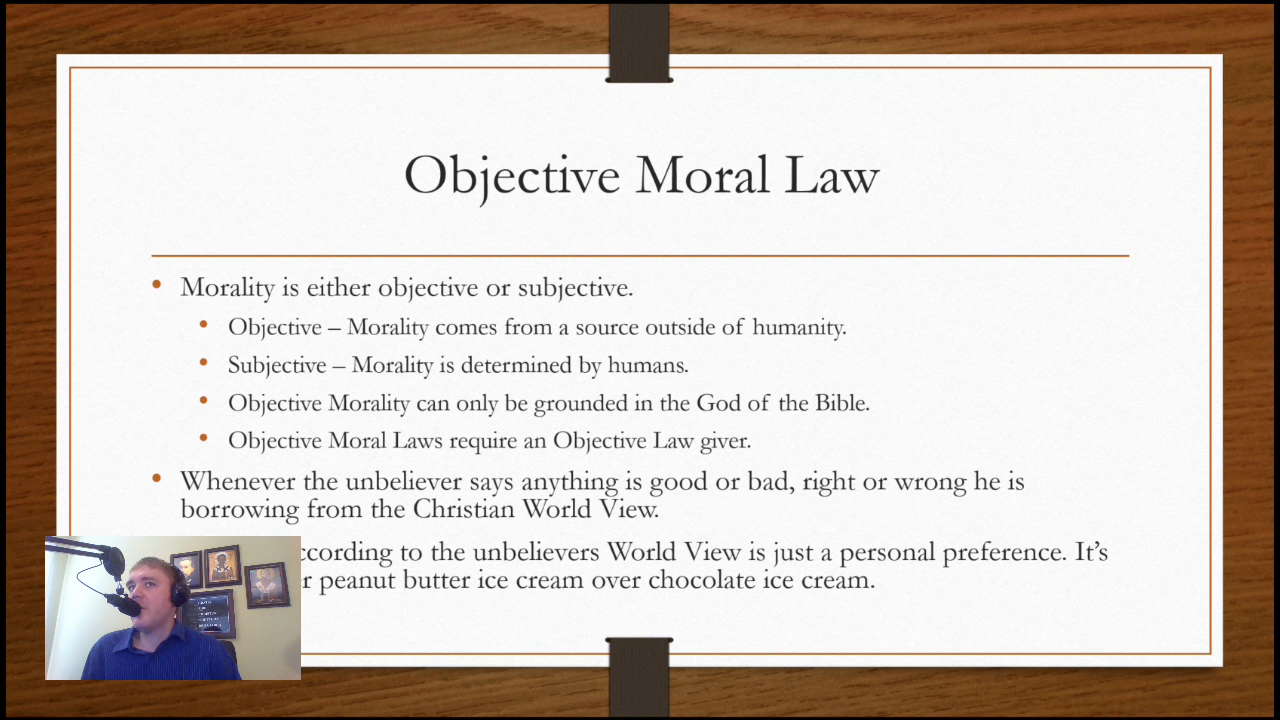 Objective Moral Law
• Morality is either objective or subjective.
• Objective – Morality comes from a source outside of humanity.
• Subjective – Morality is determined by humans.
• Objective Morality can only be grounded in the God of the Bible.
• Objective Moral Laws require an Objective Law giver.
• Whenever the unbeliever says anything is good or bad, right or wrong he is
borrowing from the Christian World View.
to the unbelievers World View is just a personal preference. It’s
peanut butter ice cream over chocolate ice cream.